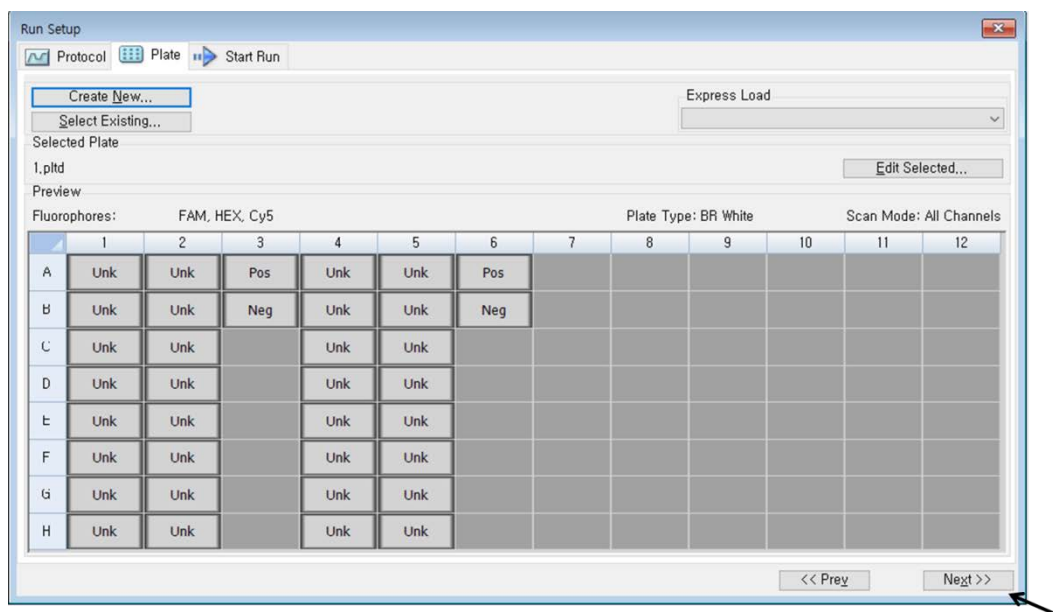 Run Setup
Protocol Plate Start Run
Create New...
Express Load
Select Existing...
Selected Plate
1.pltd
Edit Selected...
Preview
Fluorophores: FAM, HEX, Cy5 Plate Type: BR White Scan Mode: All Channels
1 2 3 4 5 6 7 8 9 10 11 12
A Unk Unk Pos Unk Unk Pos
B Unk Unk Neg Unk Unk Neg
C Unk Unk Unk Unk
D Unk Unk Unk Unk
E Unk Unk Unk Unk
F Unk Unk Unk Unk
G Unk Unk Unk Unk
H Unk Unk Unk Unk
<< Prev Next >>